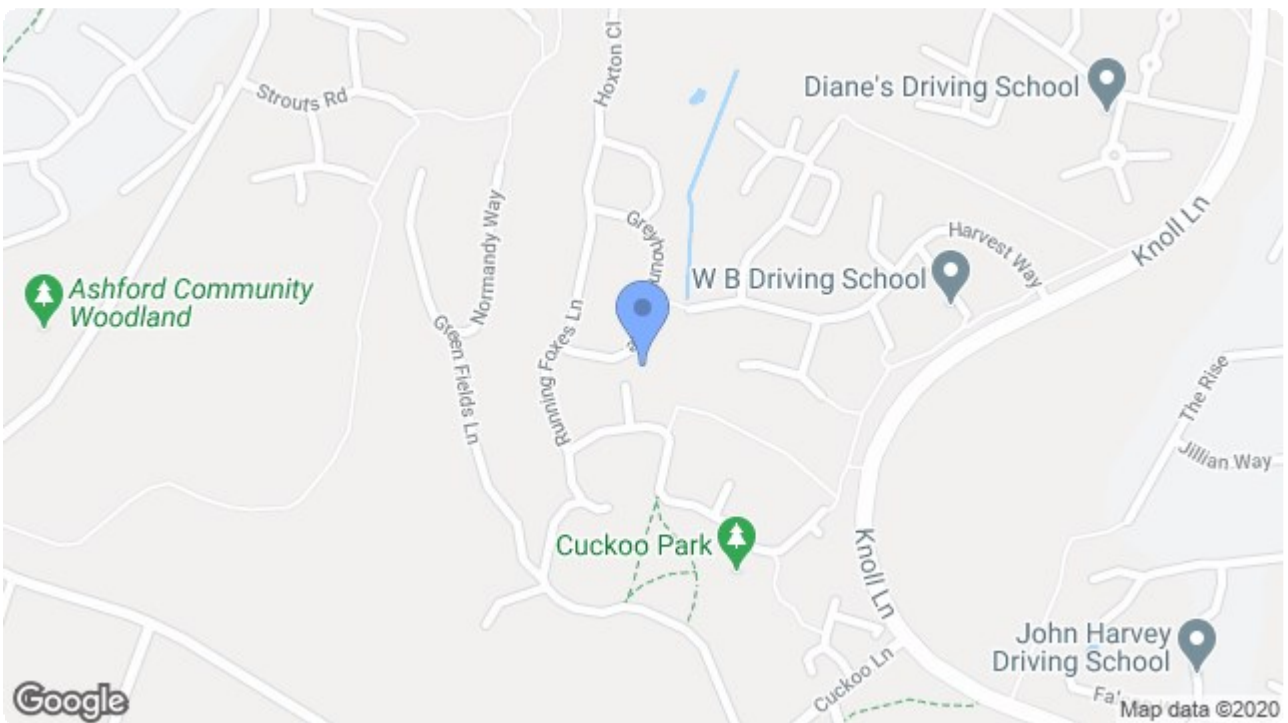 Hoxton Cl
Strouts Rd
Diane's Driving School
Normandy Way
Harvest Way
Knoll Ln
W B Driving School
Ashford Community
Woodland
Green Fields Ln
Running Foxes Ln
The Rise
Jillian Way
Cuckoo Park
Knoll Ln
John Harvey
Driving School
Cuckoo Ln
Google
Map data ©2020